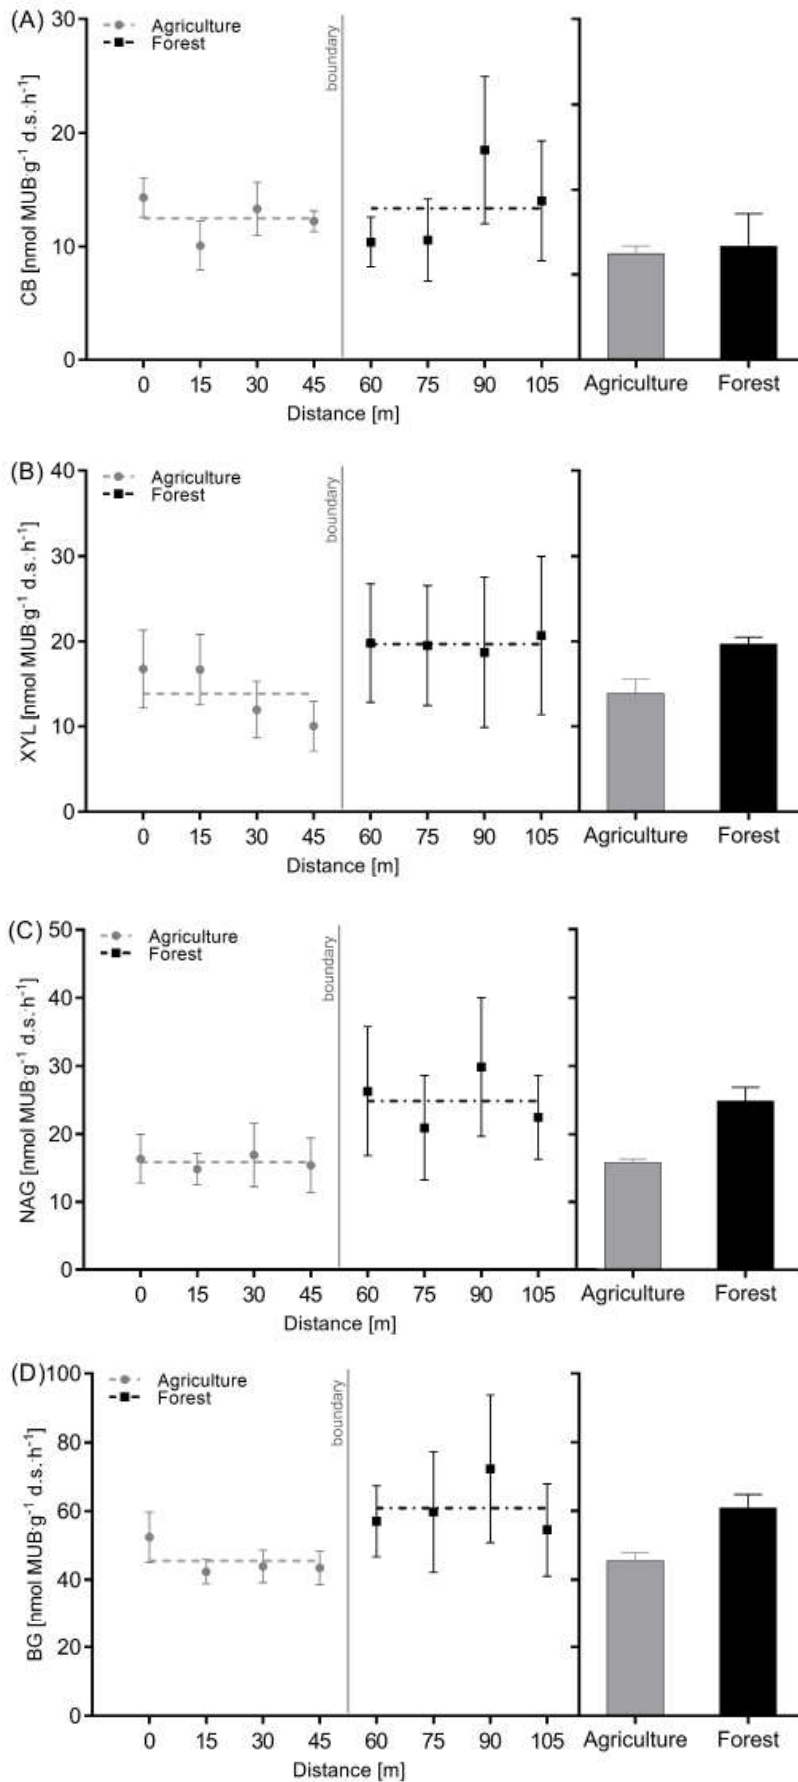 (A)
30
20
10
0
CB [nmol MUB·g⁻¹ d.s.·h⁻¹]
Agriculture
Forest
boundary
0 15 30 45 60 75 90 105
Distance [m]
Agriculture Forest
(B)
40
30
20
10
0
XYL [nmol MUB·g⁻¹ d.s.·h⁻¹]
Agriculture
Forest
boundary
0 15 30 45 60 75 90 105
Distance [m]
Agriculture Forest
(C)
50
40
30
20
10
0
NAG [nmol MUB·g⁻¹ d.s.·h⁻¹]
Agriculture
Forest
boundary
0 15 30 45 60 75 90 105
Distance [m]
Agriculture Forest
(D)
100
80
60
40
20
0
BG [nmol MUB·g⁻¹ d.s.·h⁻¹]
Agriculture
Forest
boundary
0 15 30 45 60 75 90 105
Distance [m]
Agriculture Forest